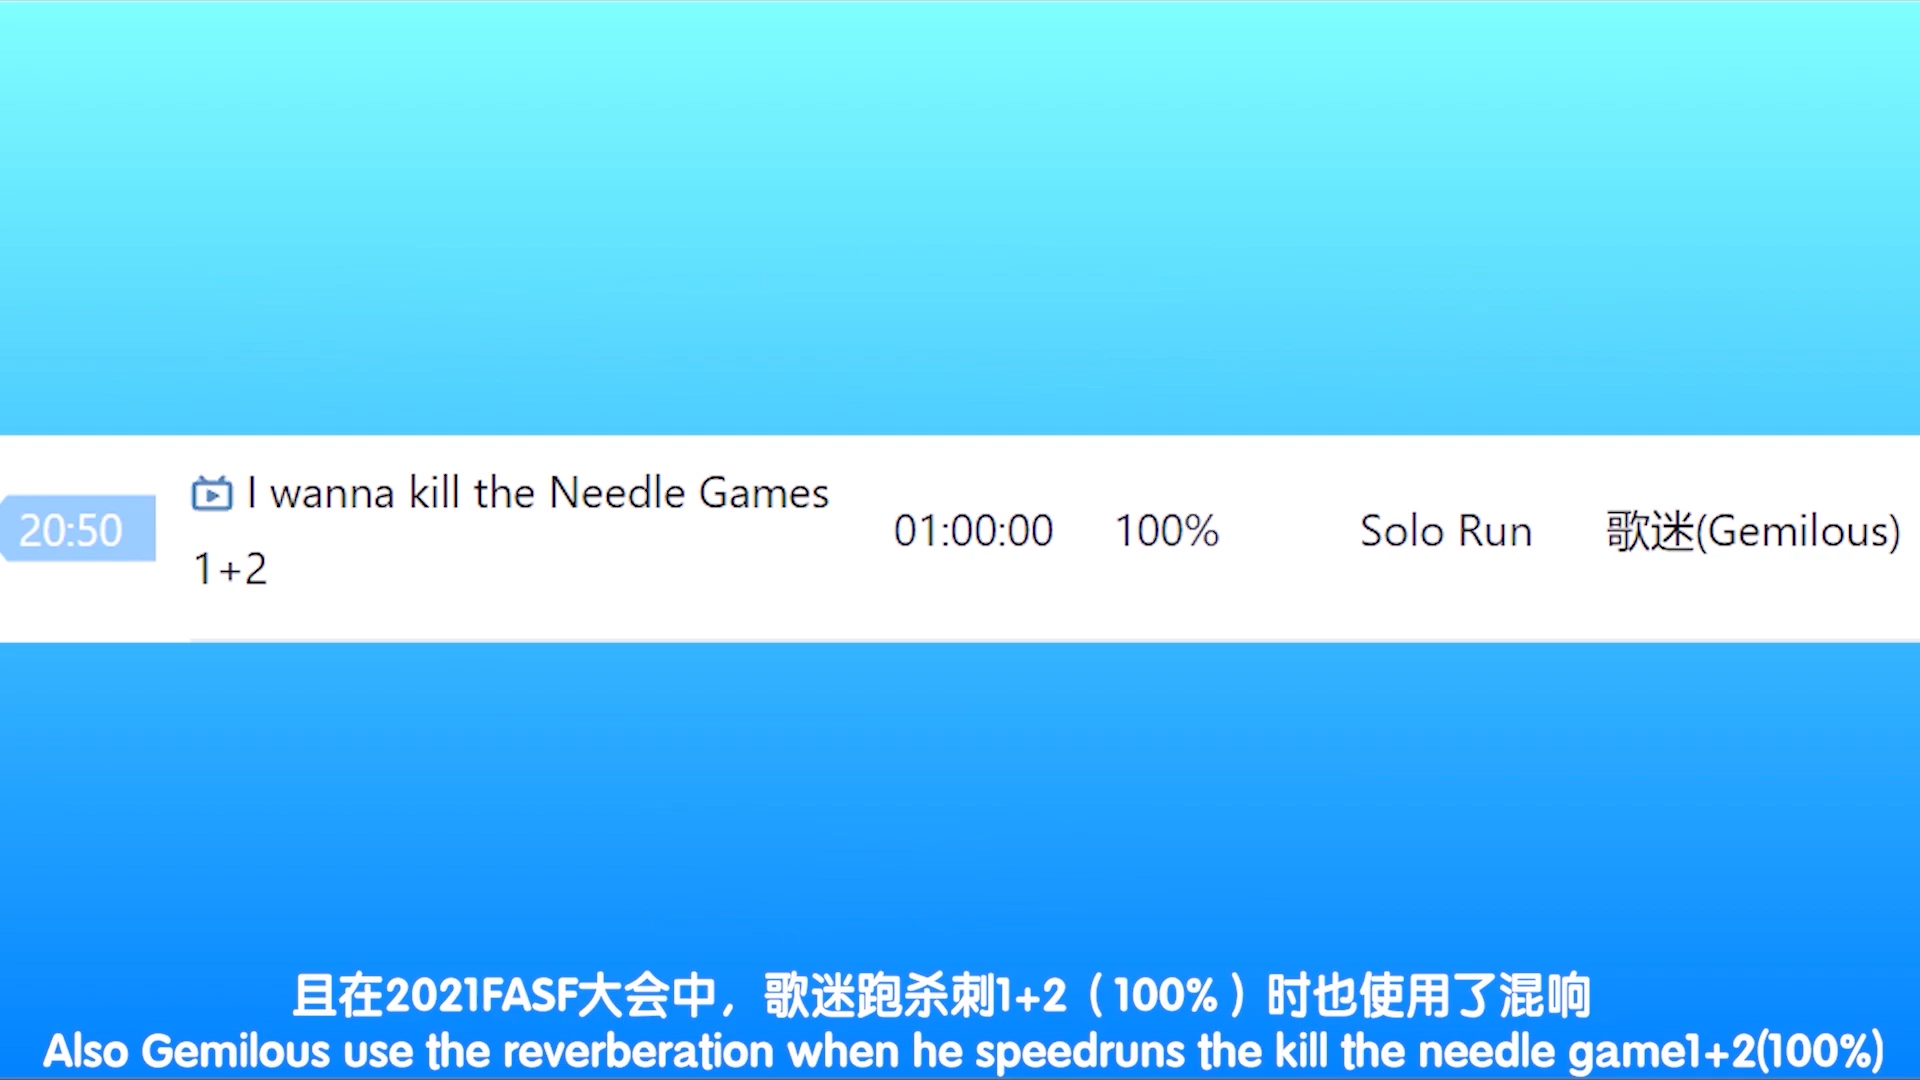 20:50
I wanna kill the Needle Games
1+2
01:00:00
100%
Solo Run
歌迷(Gemilous)
且在2021FASF大会中，歌迷跑杀刺1+2（100%）时也使用了混响
Also Gemilous use the reverberation when he speedruns the kill the needle game1+2(100%)